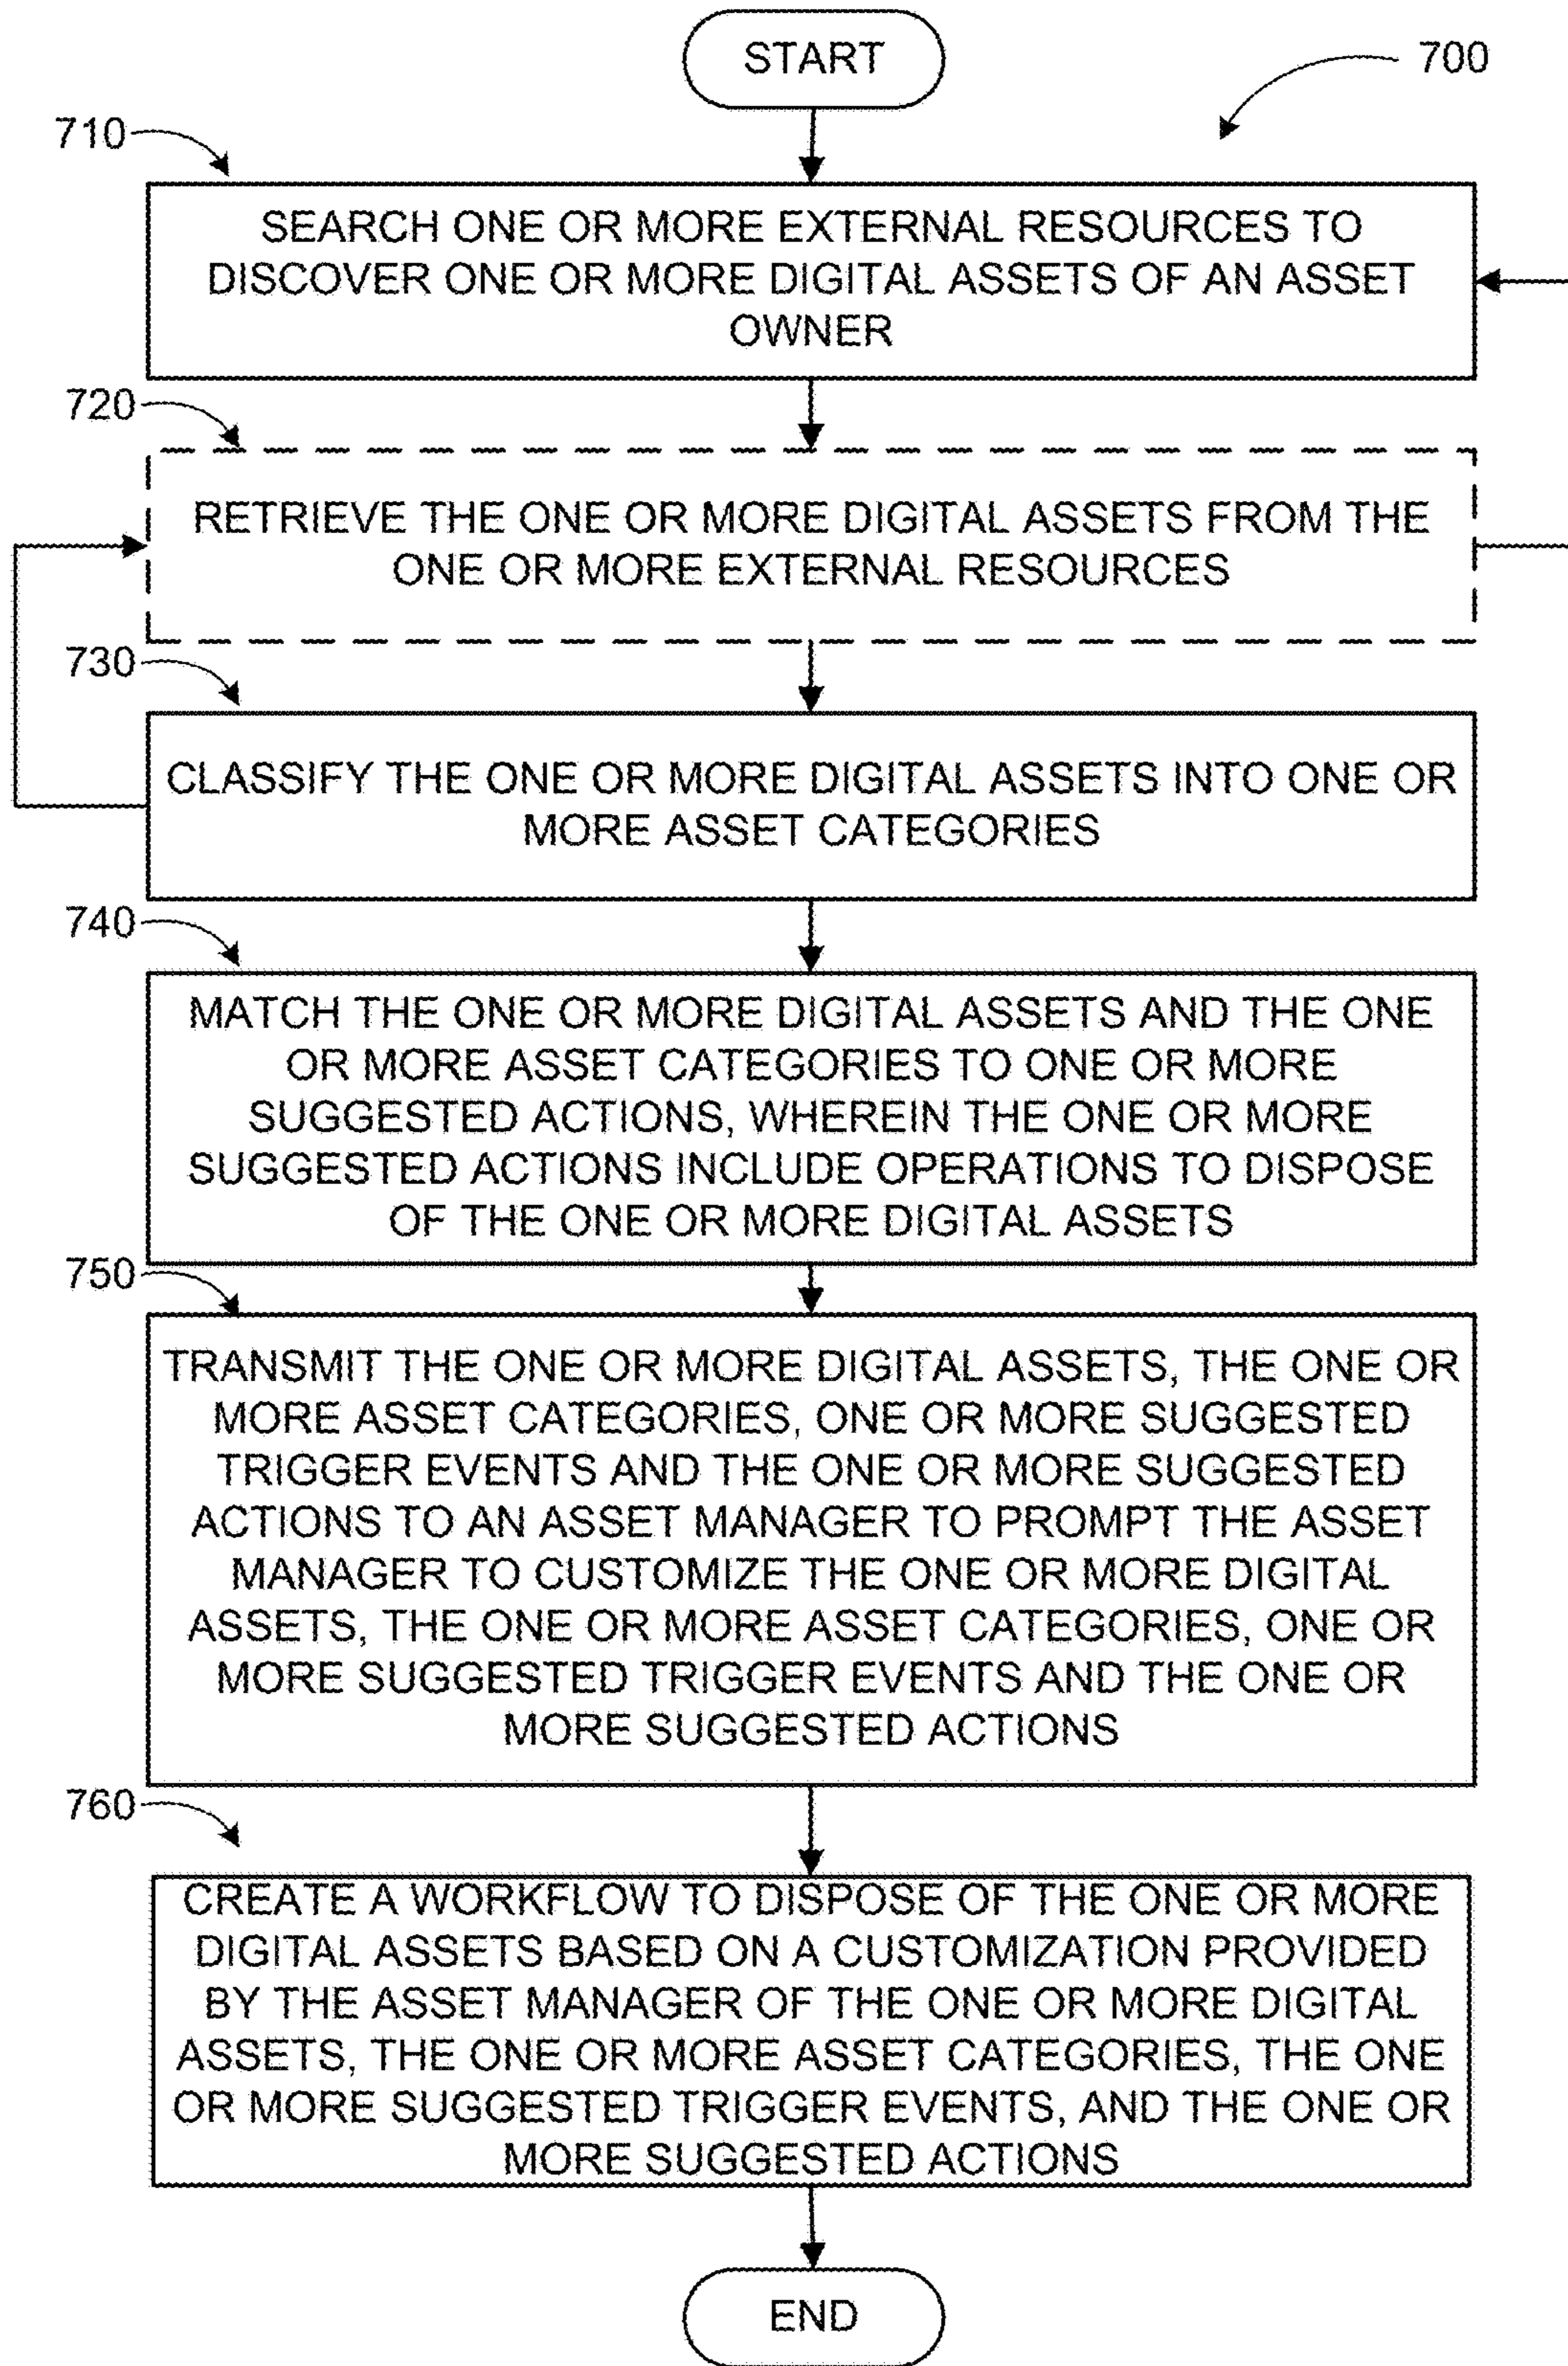 START
700
710
SEARCH ONE OR MORE EXTERNAL RESOURCES TO
DISCOVER ONE OR MORE DIGITAL ASSETS OF AN ASSET
OWNER
720
RETRIEVE THE ONE OR MORE DIGITAL ASSETS FROM THE
ONE OR MORE EXTERNAL RESOURCES
730
CLASSIFY THE ONE OR MORE DIGITAL ASSETS INTO ONE OR
MORE ASSET CATEGORIES
740
MATCH THE ONE OR MORE DIGITAL ASSETS AND THE ONE
OR MORE ASSET CATEGORIES TO ONE OR MORE
SUGGESTED ACTIONS, WHEREIN THE ONE OR MORE
SUGGESTED ACTIONS INCLUDE OPERATIONS TO DISPOSE
OF THE ONE OR MORE DIGITAL ASSETS
750
TRANSMIT THE ONE OR MORE DIGITAL ASSETS, THE ONE OR
MORE ASSET CATEGORIES, ONE OR MORE SUGGESTED
TRIGGER EVENTS AND THE ONE OR MORE SUGGESTED
ACTIONS TO AN ASSET MANAGER TO PROMPT THE ASSET
MANAGER TO CUSTOMIZE THE ONE OR MORE DIGITAL
ASSETS, THE ONE OR MORE ASSET CATEGORIES, ONE OR
MORE SUGGESTED TRIGGER EVENTS AND THE ONE OR
MORE SUGGESTED ACTIONS
760
CREATE A WORKFLOW TO DISPOSE OF THE ONE OR MORE
DIGITAL ASSETS BASED ON A CUSTOMIZATION PROVIDED
BY THE ASSET MANAGER OF THE ONE OR MORE DIGITAL
ASSETS, THE ONE OR MORE ASSET CATEGORIES, THE ONE
OR MORE SUGGESTED TRIGGER EVENTS, AND THE ONE OR
MORE SUGGESTED ACTIONS
END